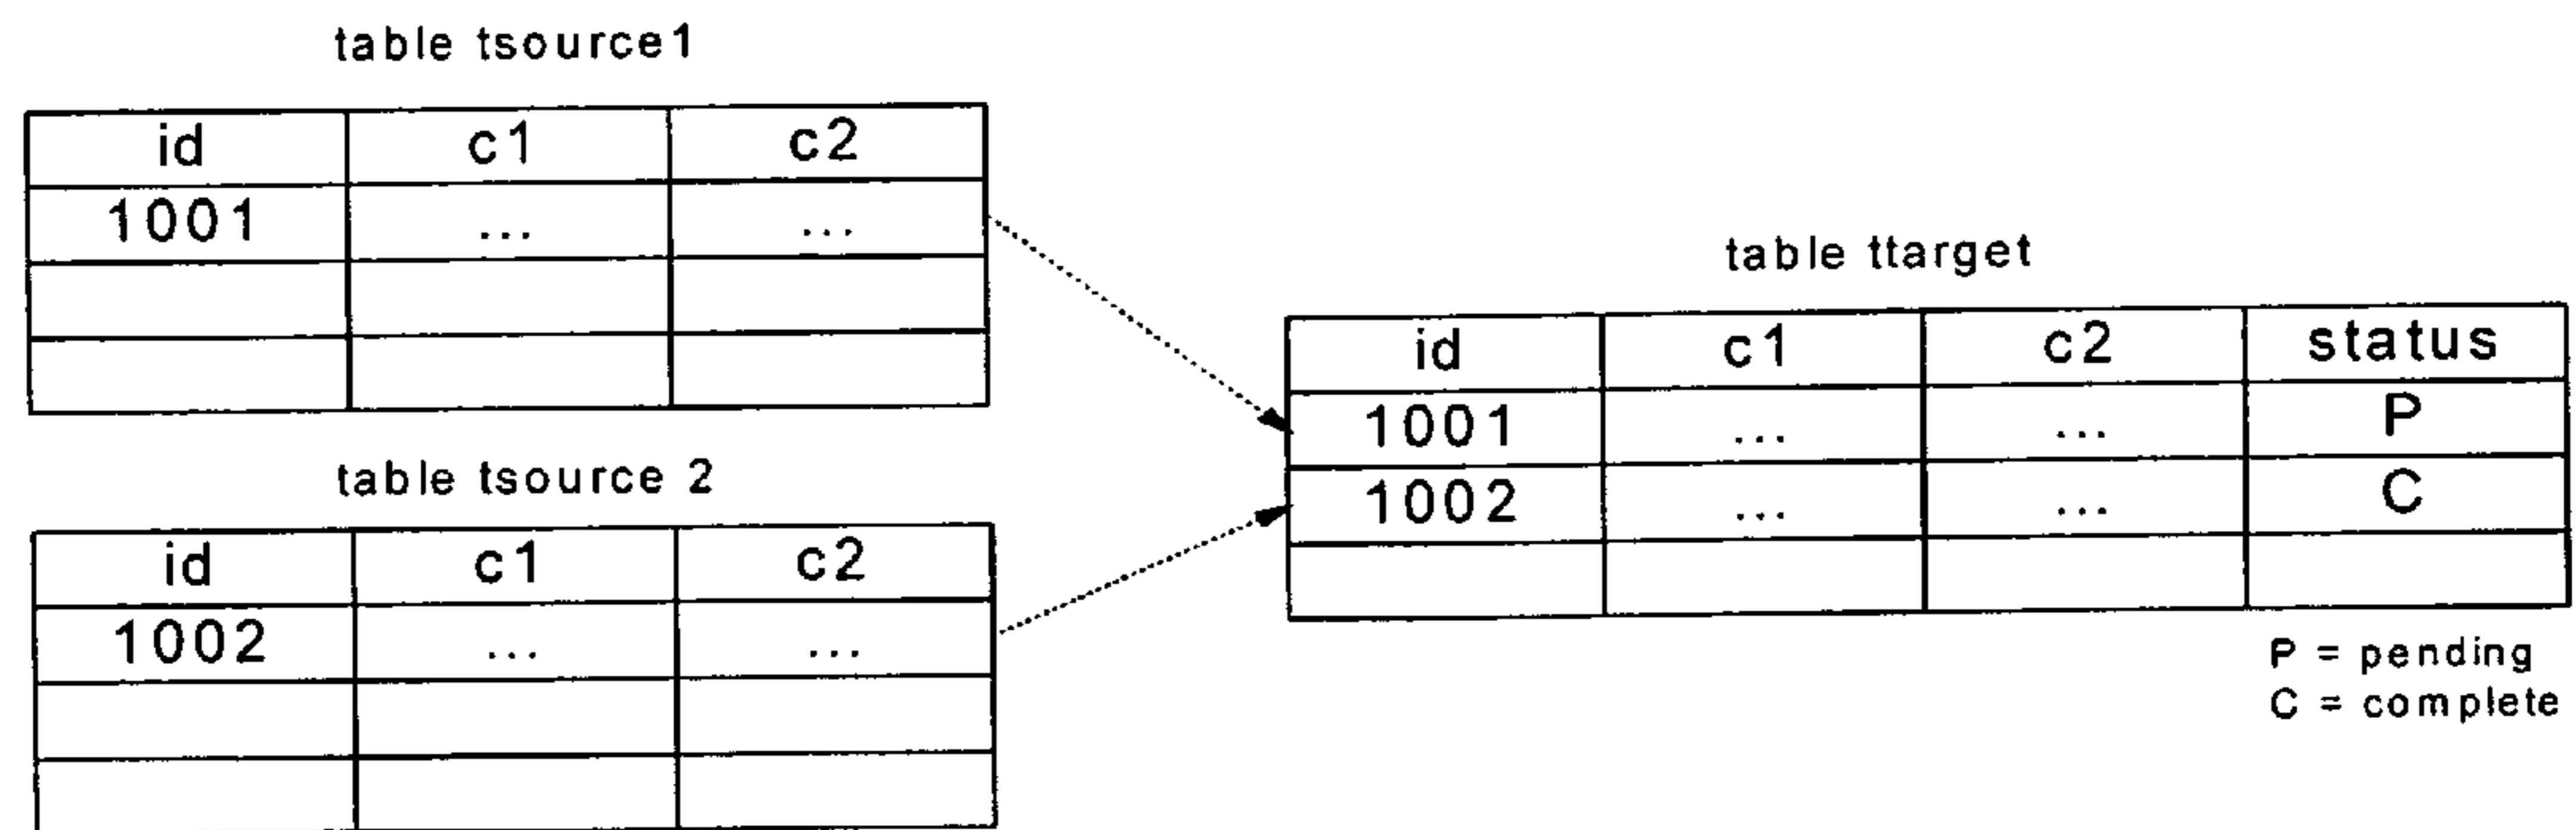 table tsource1
id c1 c2
1001 ... ...
table tsource 2
id c1 c2
1002 ... ...
table ttarget
id c1 c2 status
1001 ... ... P
1002 ... ... C
P = pending
C = complete